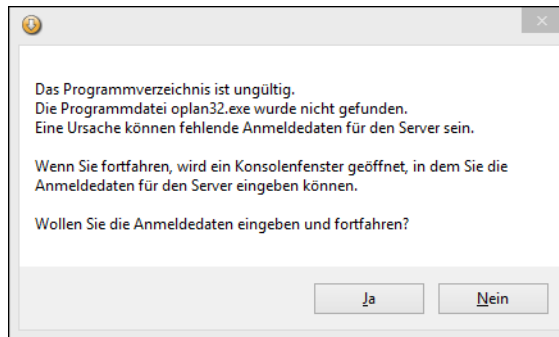 Das Programmverzeichnis ist ungültig.
Die Programmdatei oplan32.exe wurde nicht gefunden.
Eine Ursache können fehlende Anmeldedaten für den Server sein.
Wenn Sie fortfahren, wird ein Konsolenfenster geöffnet, in dem Sie die
Anmeldedaten für den Server eingeben können.
Wollen Sie die Anmeldedaten eingeben und fortfahren?
Ja
Nein